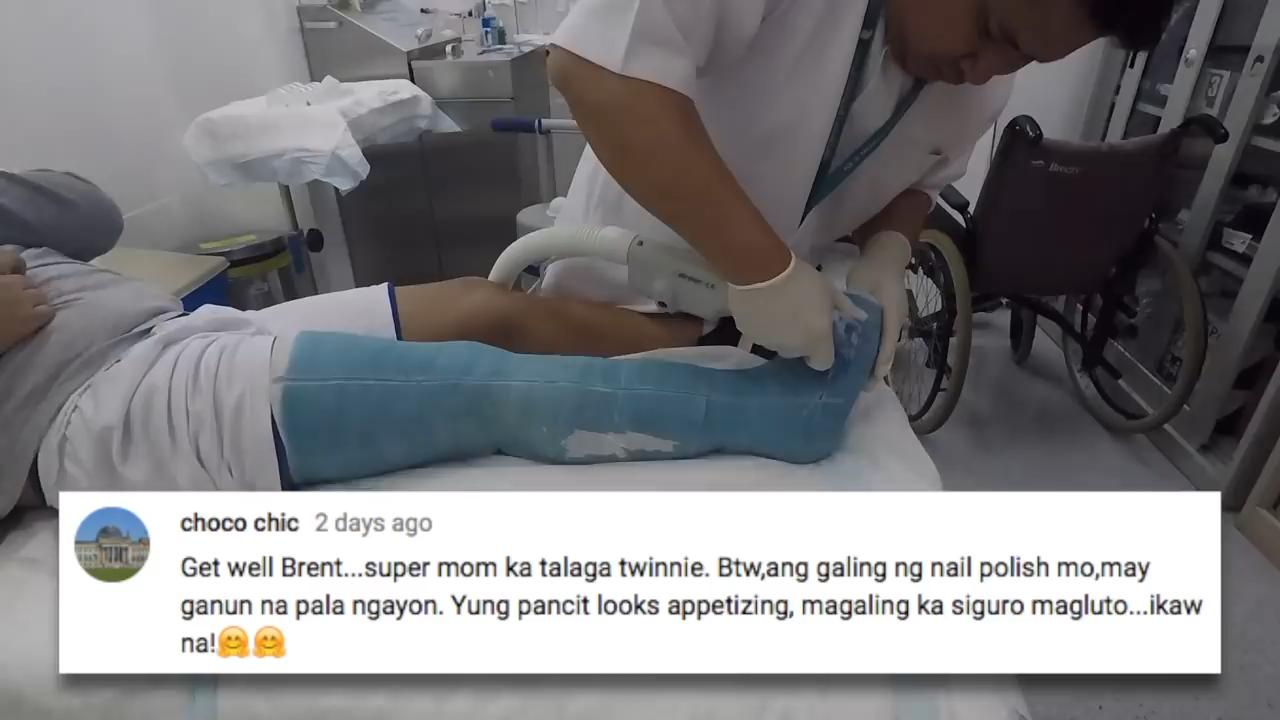 Breezy
choco chic 2 days ago
Get well Brent...super mom ka talaga twinnie. Btw,ang galing ng nail polish mo,may
ganun na pala ngayon. Yung pancit looks appetizing, magaling ka siguro magluto...ikaw
na!🤗🤗